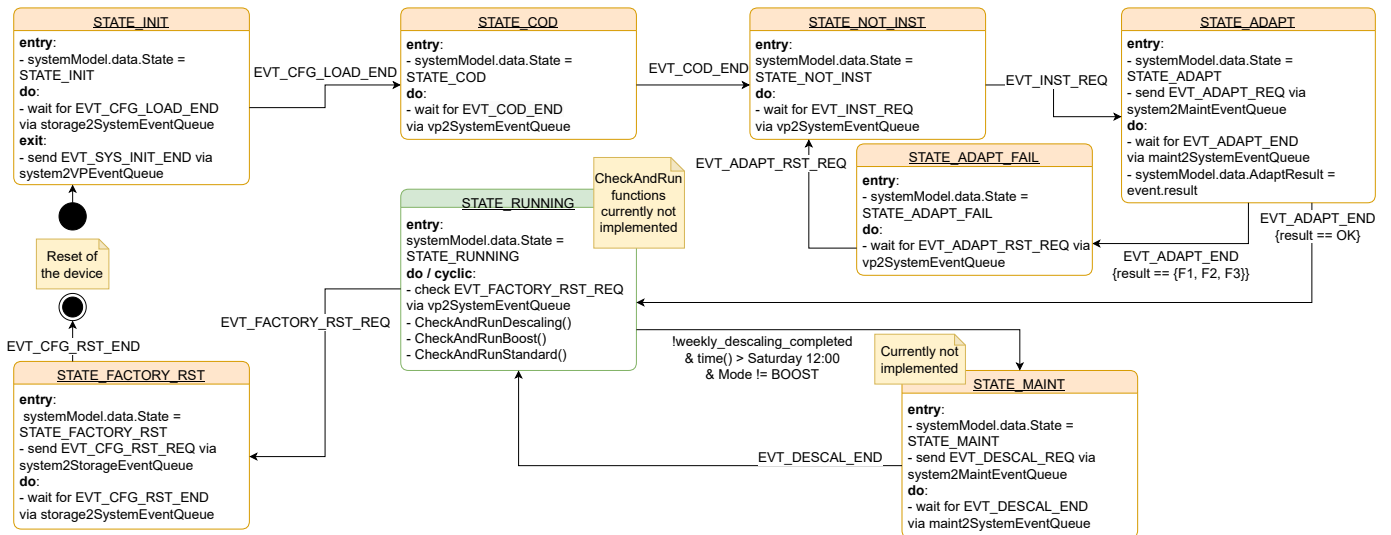 STATE_INIT
entry:
- systemModel.data.State =
STATE_INIT
do:
- wait for EVT_CFG_LOAD_END
via storage2SystemEventQueue
exit:
- send EVT_SYS_INIT_END via
system2VPEventQueue
EVT_CFG_LOAD_END
STATE_COD
entry:
- systemModel.data.State =
STATE_COD
do:
- wait for EVT_COD_END
via vp2SystemEventQueue
EVT_COD_END
STATE_NOT_INST
entry:
systemModel.data.State =
STATE_NOT_INST
do:
- wait for EVT_INST_REQ
via vp2SystemEventQueue
EVT_INST_REQ
STATE_ADAPT
entry:
- systemModel.data.State =
STATE_ADAPT
- send EVT_ADAPT_REQ via
system2MaintEventQueue
do:
- wait for EVT_ADAPT_END
via maint2SystemEventQueue
- systemModel.data.AdaptResult =
event.result
EVT_ADAPT_RST_REQ
STATE_ADAPT_FAIL
entry:
- systemModel.data.State =
STATE_ADAPT_FAIL
do:
- wait for EVT_ADAPT_RST_REQ via
vp2SystemEventQueue
EVT_ADAPT_END
{result == OK}
EVT_ADAPT_END
{result == {F1, F2, F3}}
CheckAndRun
functions
currently not
implemented
STATE_RUNNING
entry:
systemModel.data.State =
STATE_RUNNING
do / cyclic:
- check EVT_FACTORY_RST_REQ
via vp2SystemEventQueue
- CheckAndRunDescaling()
- CheckAndRunBoost()
- CheckAndRunStandard()
Reset of
the device
EVT_FACTORY_RST_REQ
EVT_CFG_RST_END
STATE_FACTORY_RST
entry:
systemModel.data.State =
STATE_FACTORY_RST
- send EVT_CFG_RST_REQ via
system2StorageEventQueue
do:
- wait for EVT_CFG_RST_END
via storage2SystemEventQueue
!weekly_descaling_completed
& time() > Saturday 12:00
& Mode != BOOST
Currently not
implemented
STATE_MAINT
entry:
- systemModel.data.State =
STATE_MAINT
- send EVT_DESCAL_REQ via
system2MaintEventQueue
do:
- wait for EVT_DESCAL_END
via maint2SystemEventQueue
EVT_DESCAL_END